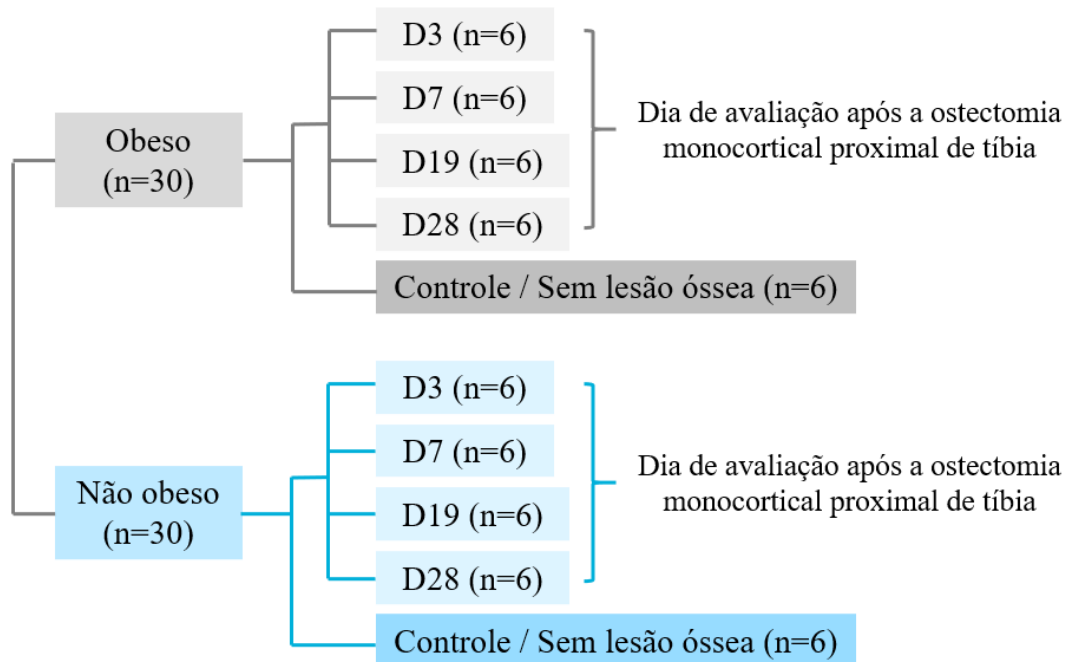 Obeso
(n=30)
D3 (n=6)
D7 (n=6)
D19 (n=6)
D28 (n=6)
Controle / Sem lesão óssea (n=6)
Dia de avaliação após a ostectomia
monocortical proximal de tíbia
Não obeso
(n=30)
D3 (n=6)
D7 (n=6)
D19 (n=6)
D28 (n=6)
Controle / Sem lesão óssea (n=6)
Dia de avaliação após a ostectomia
monocortical proximal de tíbia